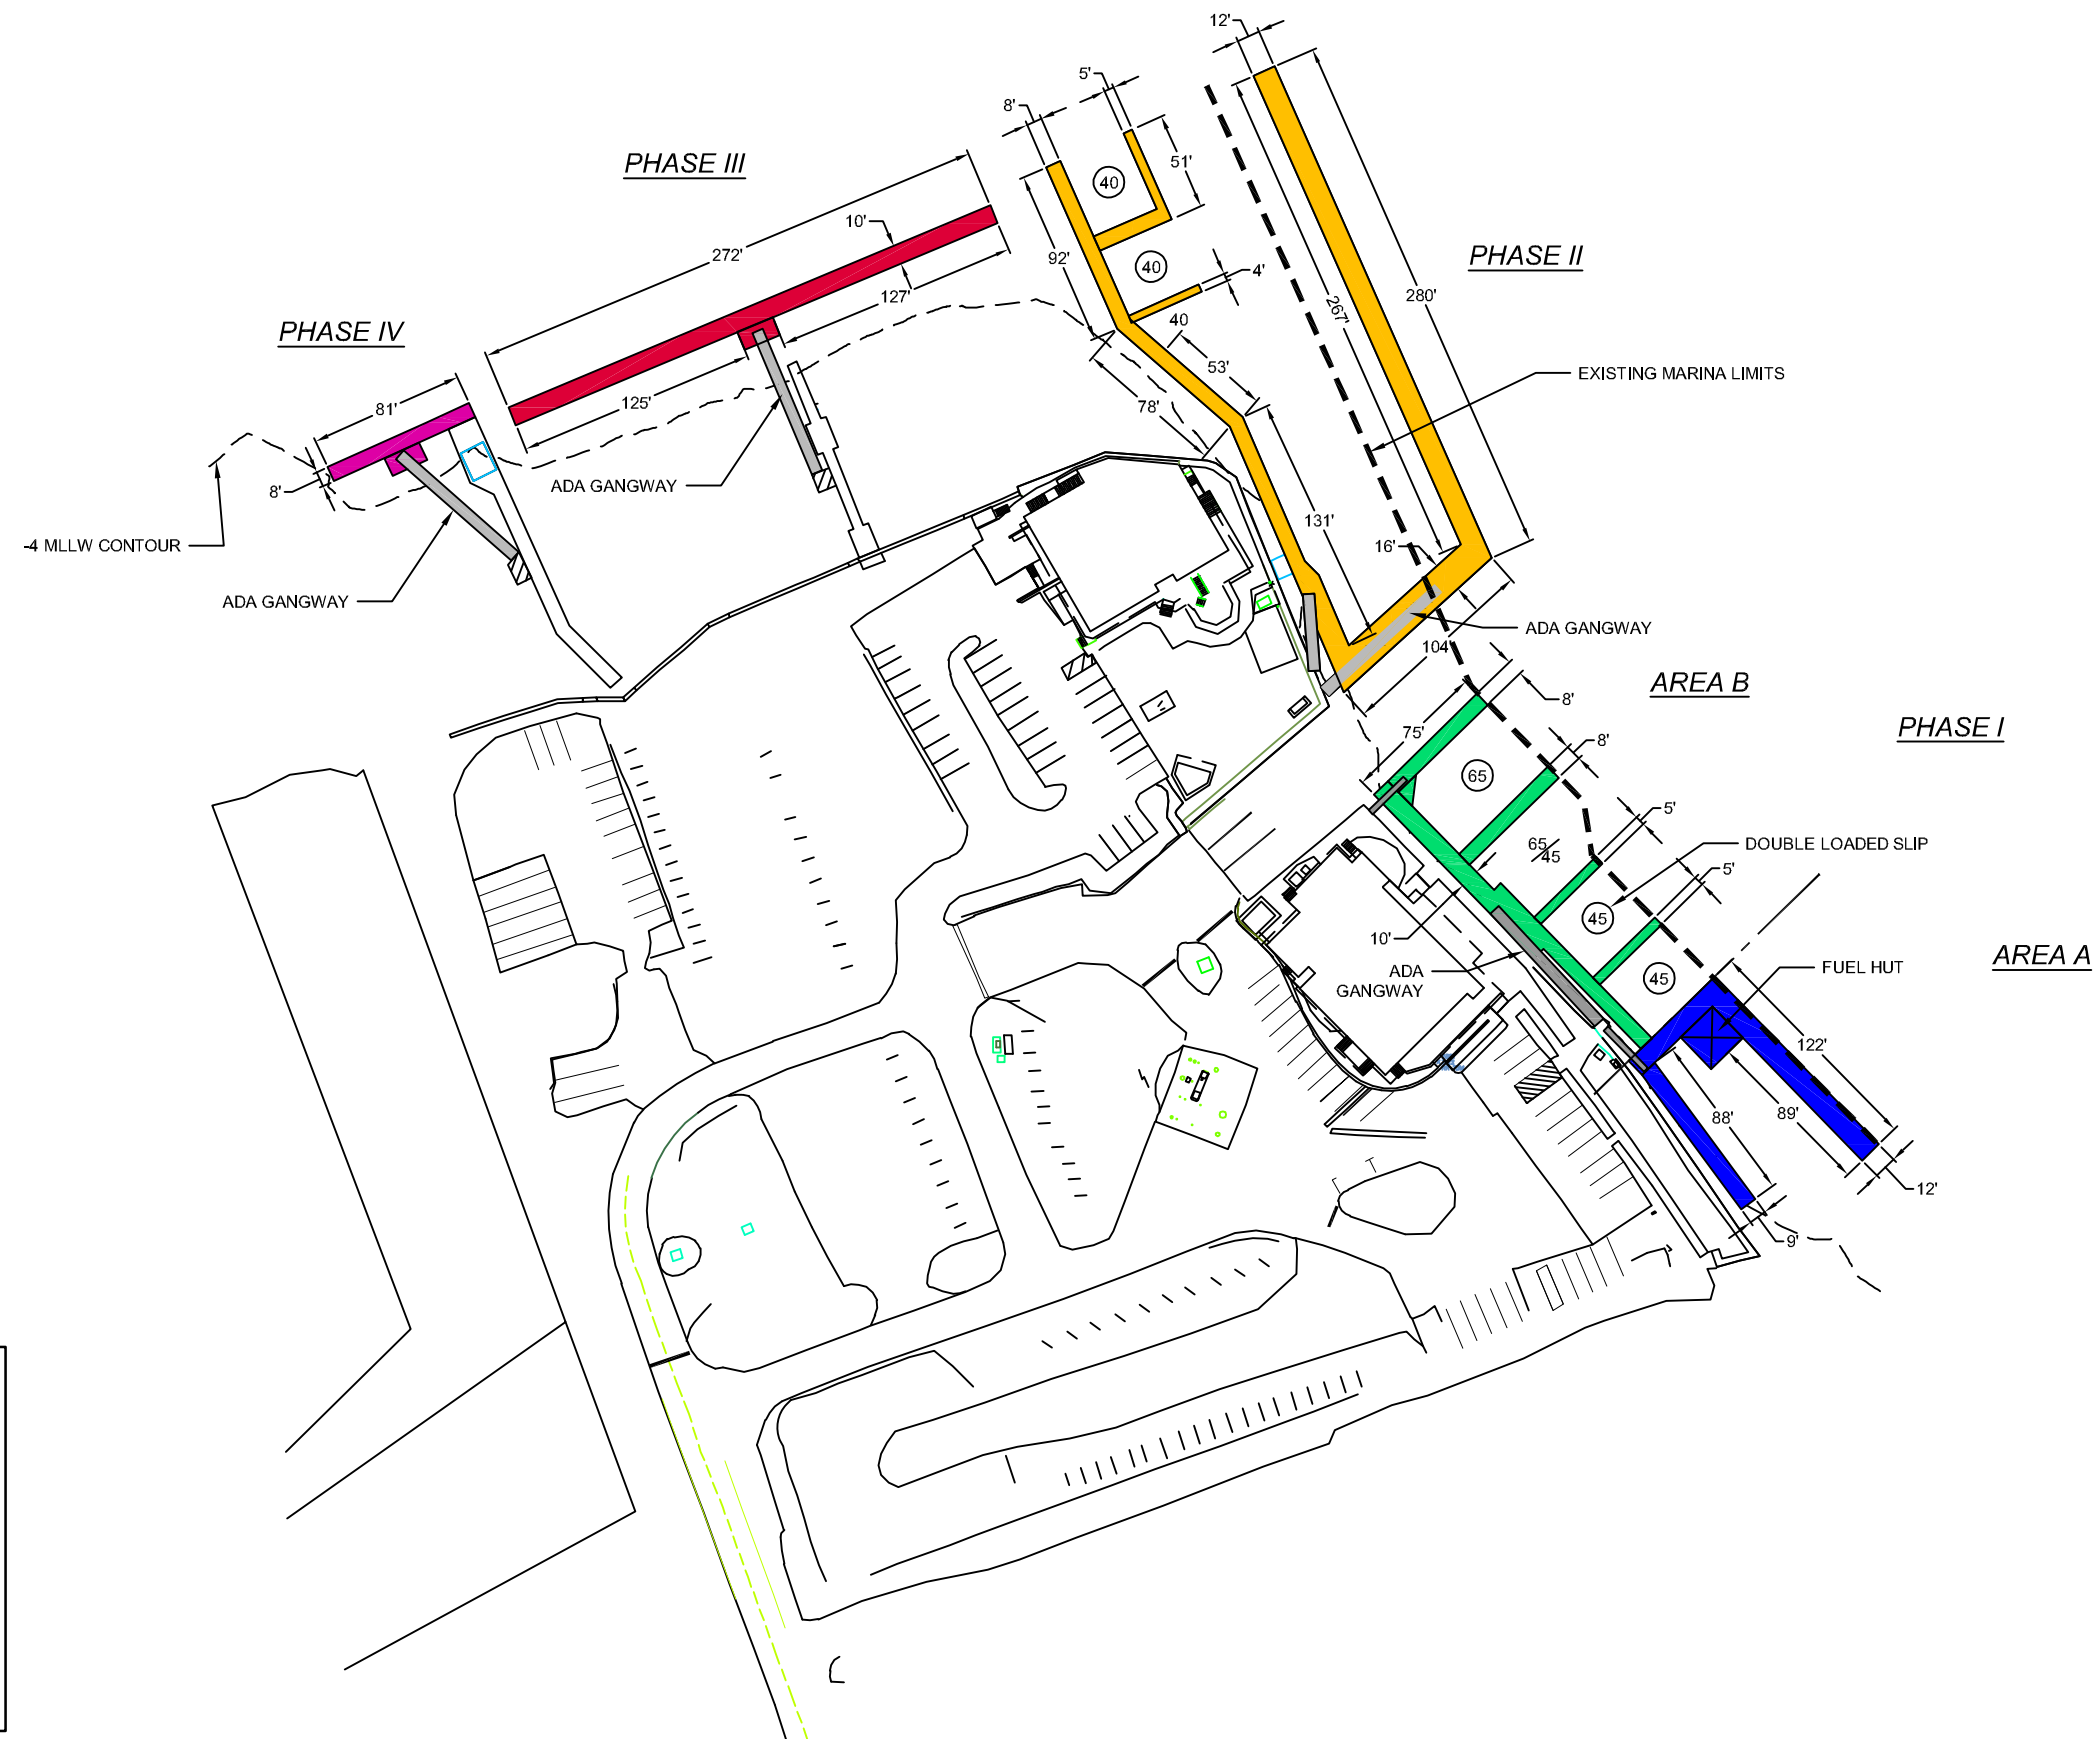 12'
5'
8'
PHASE III
51'
40
10'
272'
92'
40
4'
PHASE II
127'
280'
267'
PHASE IV
40
53'
EXISTING MARINA LIMITS
81'
125'
78'
8'
ADA GANGWAY
131'
16'
-4 MLLW CONTOUR
ADA GANGWAY
ADA GANGWAY
104'
AREA B
8'
75'
PHASE I
8'
65
5'
65
45
DOUBLE LOADED SLIP
5'
45
10'
ADA
GANGWAY
45
FUEL HUT
AREA A
122'
88'
89'
12'
9'